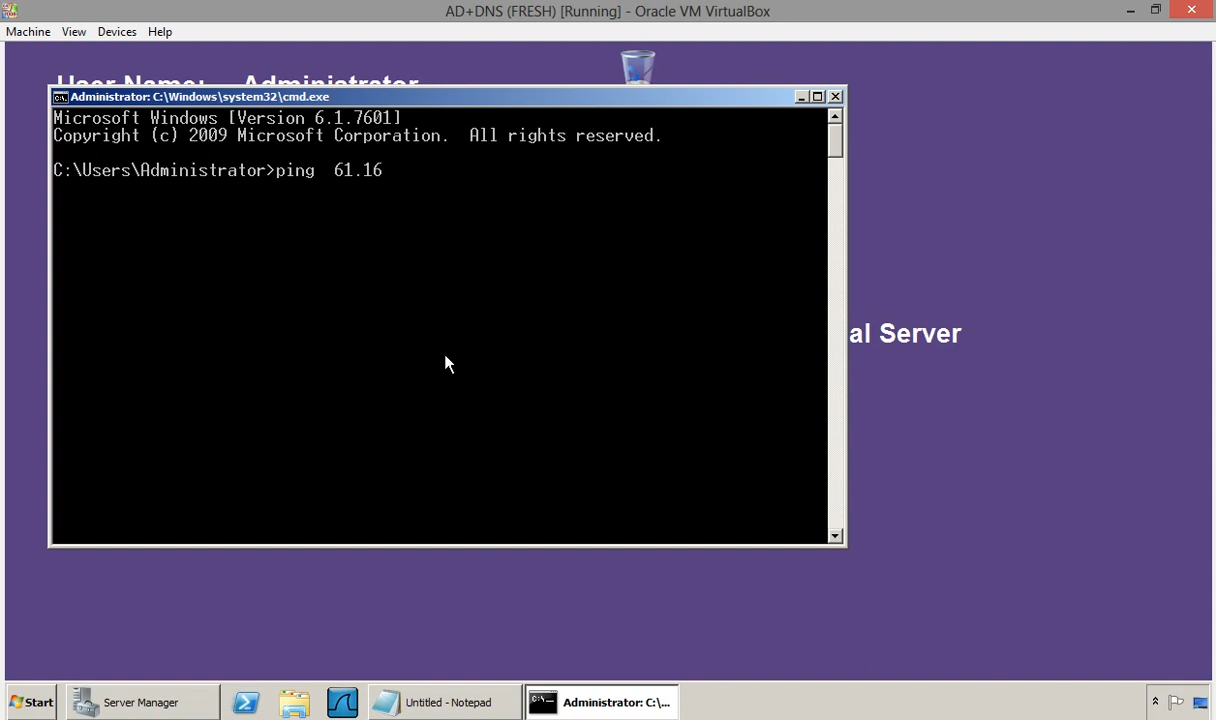 AD+DNS (FRESH) [Running] - Oracle VM VirtualBox
Machine View Devices Help
User Name: Administrator
Administrator: C:\Windows\system32\cmd.exe
Microsoft Windows [Version 6.1.7601]
Copyright (c) 2009 Microsoft Corporation.  All rights reserved.
C:\Users\Administrator>ping  61.16
al Server
Start
Server Manager
Untitled - Notepad
Administrator: C:\...